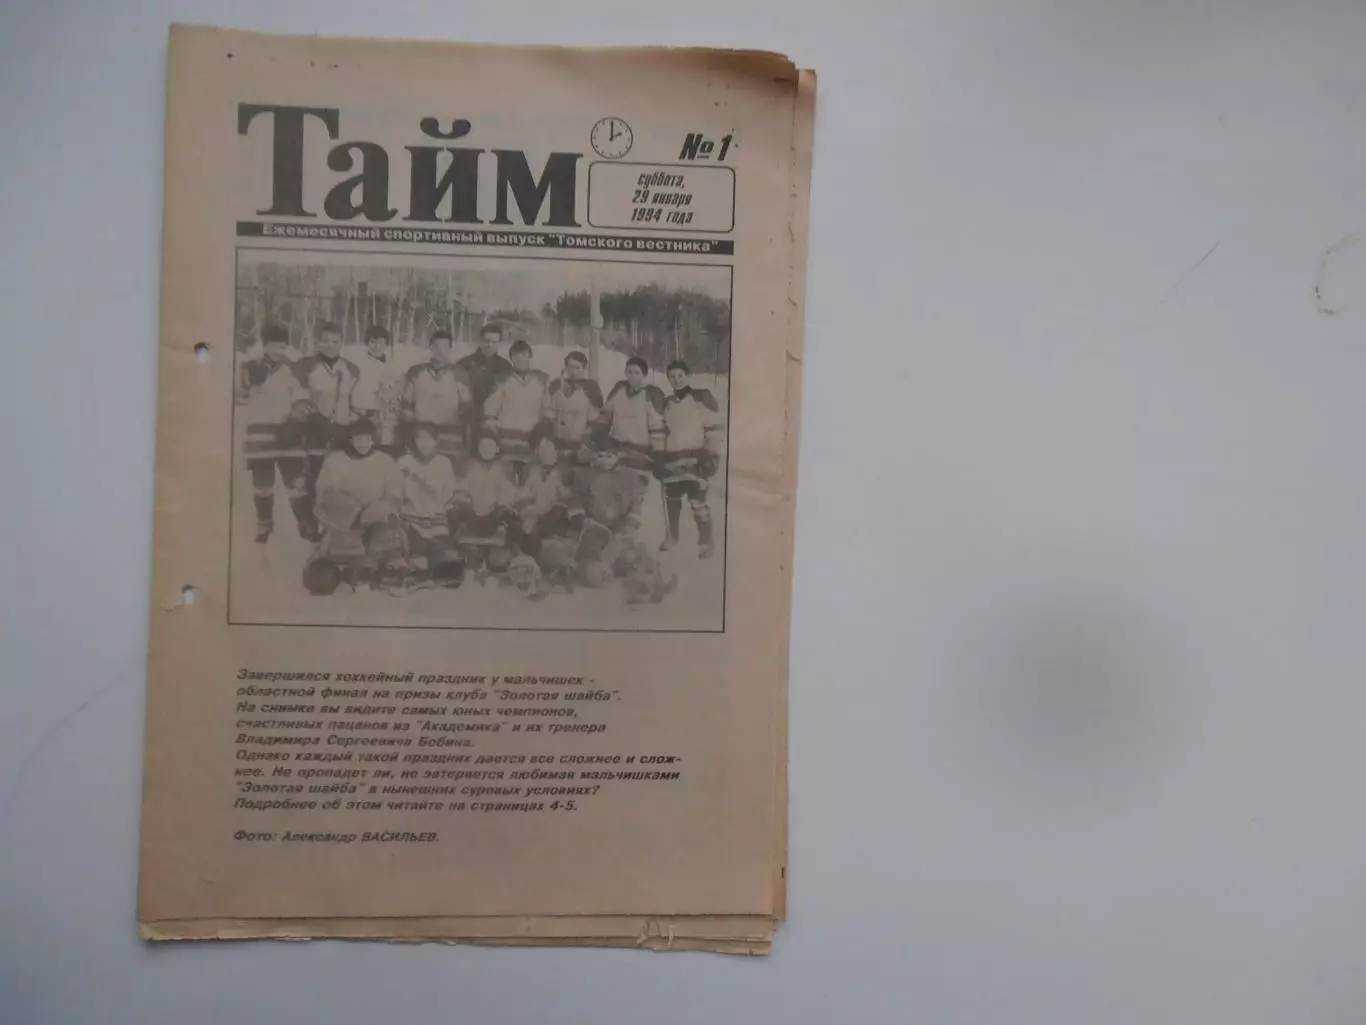 Тайм
№1
суббота,
29 января
1994 года
Ежемесячный спортивный выпуск "Томского вестника"
Завершился хоккейный праздник у мальчишек -
областной финал на призы клуба "Золотая шайба".
На снимке вы видите самых юных чемпионов,
счастливых пацанов из "Академика" и их тренера
Владимира Сергеевича Бобина.
Однако каждый такой праздник дается все сложнее и слож-
нее. Не пропадет ли, не затеряется любимая мальчишками
"Золотая шайба" в нынешних суровых условиях?
Подробнее об этом читайте на страницах 4-5.
Фото: Александр ВАСИЛЬЕВ.